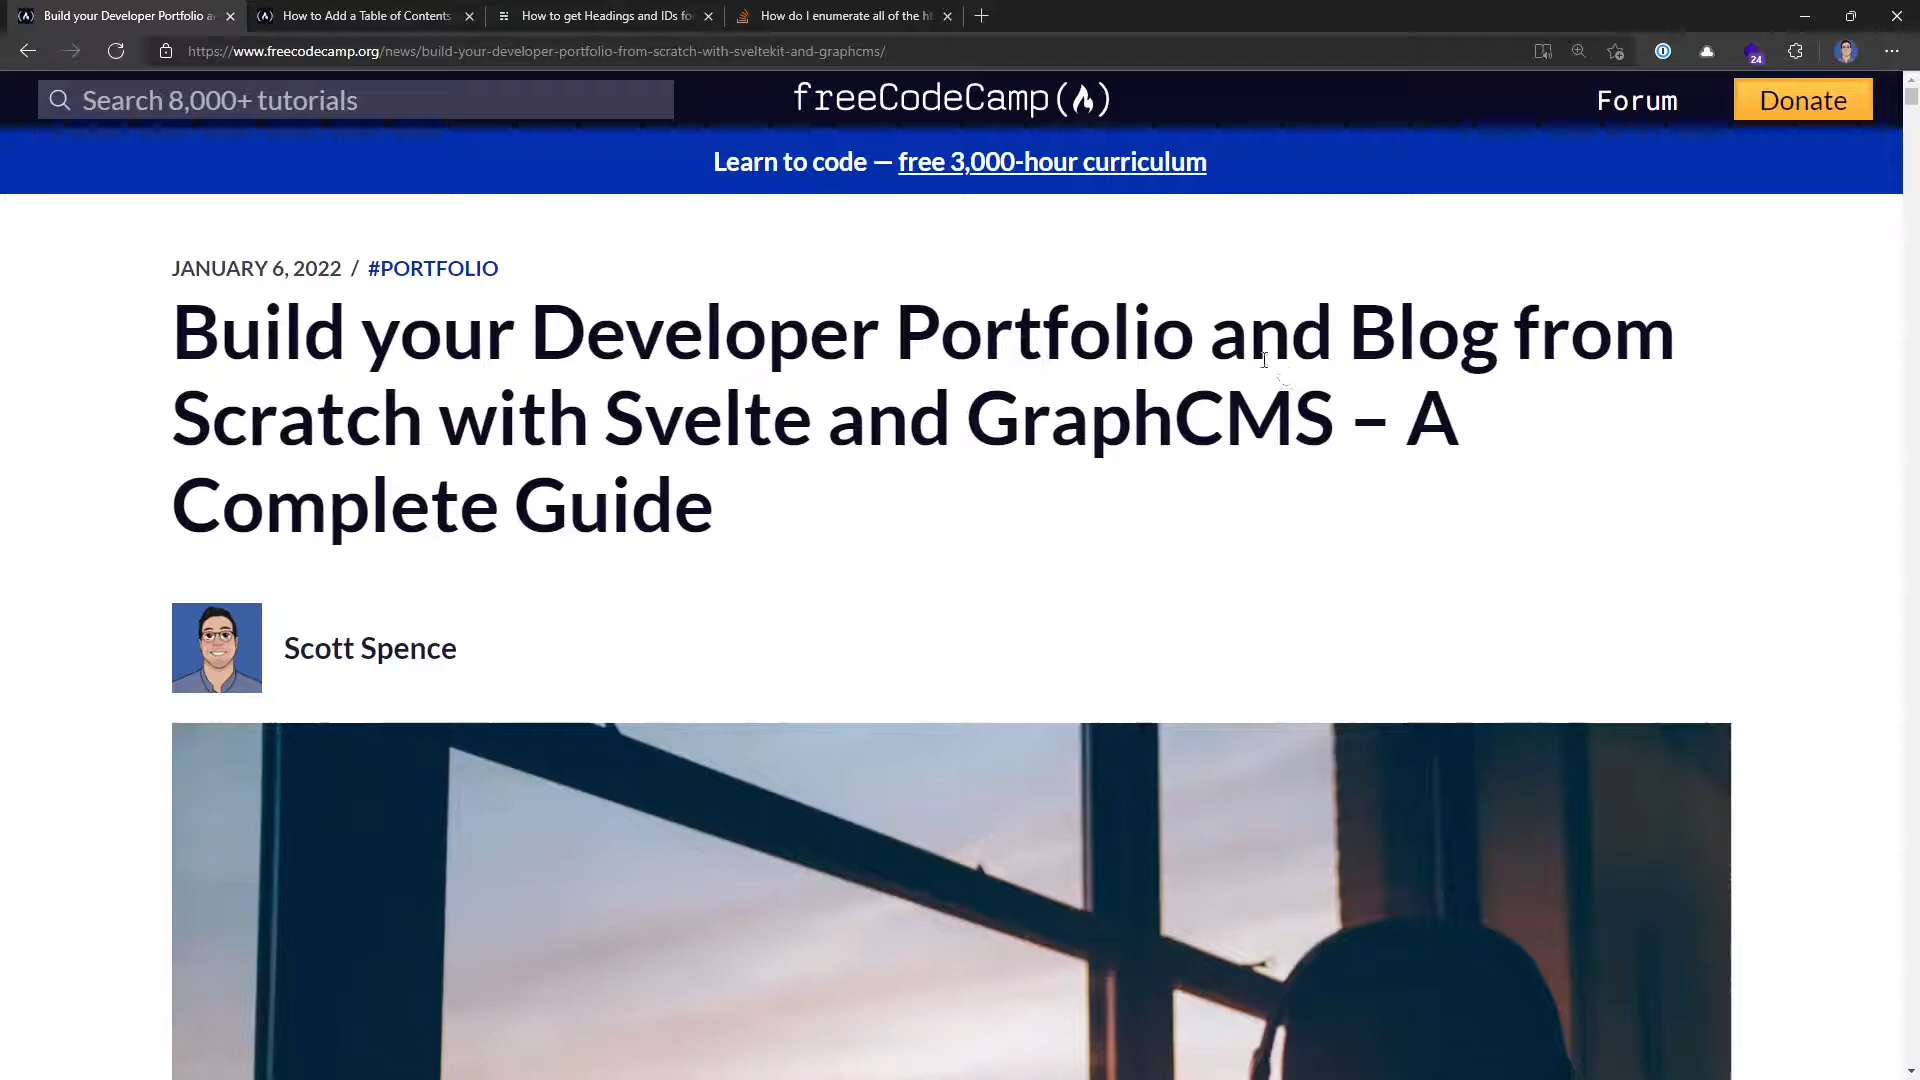 Build your Developer Portfolio a
How to Add a Table of Contents
How to get Headings and IDs fo
How do I enumerate all of the h
https://www.freecodecamp.org/news/build-your-developer-portfolio-from-scratch-with-sveltekit-and-graphcms/
24
Search 8,000+ tutorials
freeCodeCamp
Forum
Donate
Learn to code — free 3,000-hour curriculum
JANUARY 6, 2022 / #PORTFOLIO
Build your Developer Portfolio and Blog from
Scratch with Svelte and GraphCMS – A
Complete Guide
Scott Spence